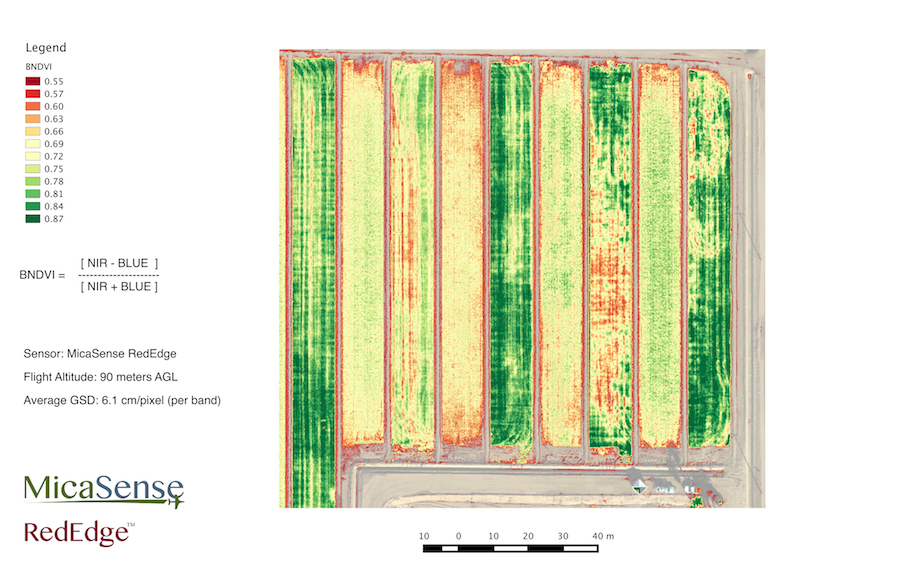 Legend
BNDVI
0.55
0.57
0.60
0.63
0.66
0.69
0.72
0.75
0.78
0.81
0.84
0.87
BNDVI = [ NIR - BLUE ]
----------------------
[ NIR + BLUE ]
Sensor: MicaSense RedEdge
Flight Altitude: 90 meters AGL
Average GSD: 6.1 cm/pixel (per band)
MicaSense
RedEdge™
10 0 10 20 30 40 m